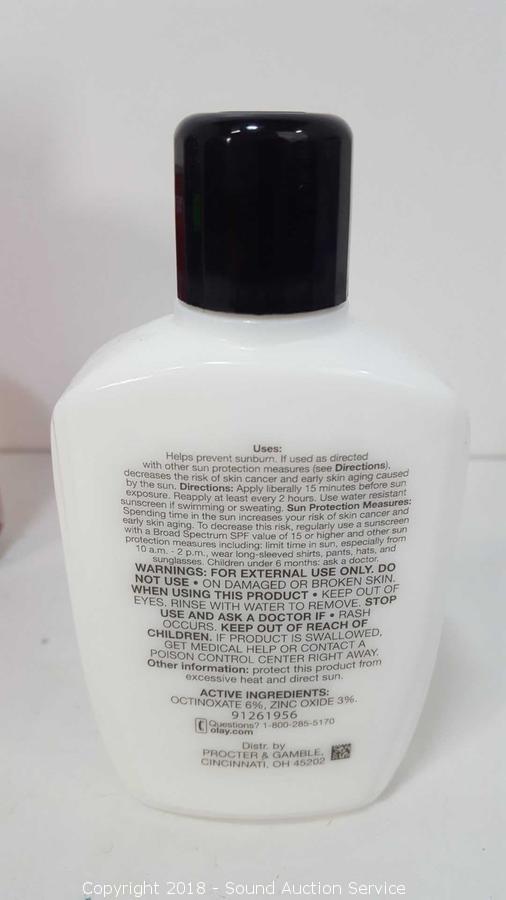 Uses:
Helps prevent sunburn. If used as directed
with other sun protection measures (see Directions),
decreases the risk of skin cancer and early skin aging caused
by the sun. Directions: Apply liberally 15 minutes before sun
exposure. Reapply at least every 2 hours. Use water resistant
sunscreen if swimming or sweating. Sun Protection Measures:
Spending time in the sun increases your risk of skin cancer and
early skin aging. To decrease this risk, regularly use a sunscreen
with a Broad Spectrum SPF value of 15 or higher and other sun
protection measures including: limit time in sun, especially from
10 a.m. - 2 p.m., wear long-sleeved shirts, pants, hats, and
sunglasses. Children under 6 months: ask a doctor.
WARNINGS: FOR EXTERNAL USE ONLY. DO
NOT USE • ON DAMAGED OR BROKEN SKIN.
WHEN USING THIS PRODUCT • KEEP OUT OF
EYES. RINSE WITH WATER TO REMOVE. STOP
USE AND ASK A DOCTOR IF • RASH
OCCURS. KEEP OUT OF REACH OF
CHILDREN. IF PRODUCT IS SWALLOWED,
GET MEDICAL HELP OR CONTACT A
POISON CONTROL CENTER RIGHT AWAY.
Other information: protect this product from
excessive heat and direct sun.
ACTIVE INGREDIENTS:
OCTINOXATE 6%, ZINC OXIDE 3%.
91261956
Questions? 1-800-285-5170
olay.com
Distr. by
PROCTER & GAMBLE,
CINCINNATI, OH 45202
Copyright 2018 - Sound Auction Service